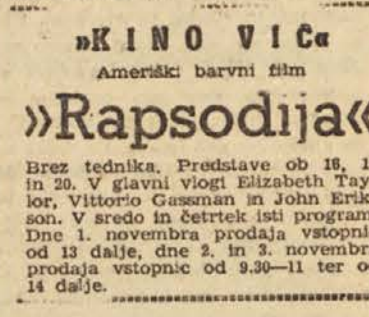 »KINO VIČ«
Ameriški barvni film
»Rapsodija«
Brez tednika. Predstave ob 16, 1
in 20. V glavni vlogi Elizabeth Tay
lor, Vittorio Gassman in John Erik
son. V sredo in četrtek isti program
Dne 1. novembra prodaja vstopni
od 13 dalje, dne 2. in 3. novembr
prodaja vstopnic od 9.30—11 ter o
14 dalje.